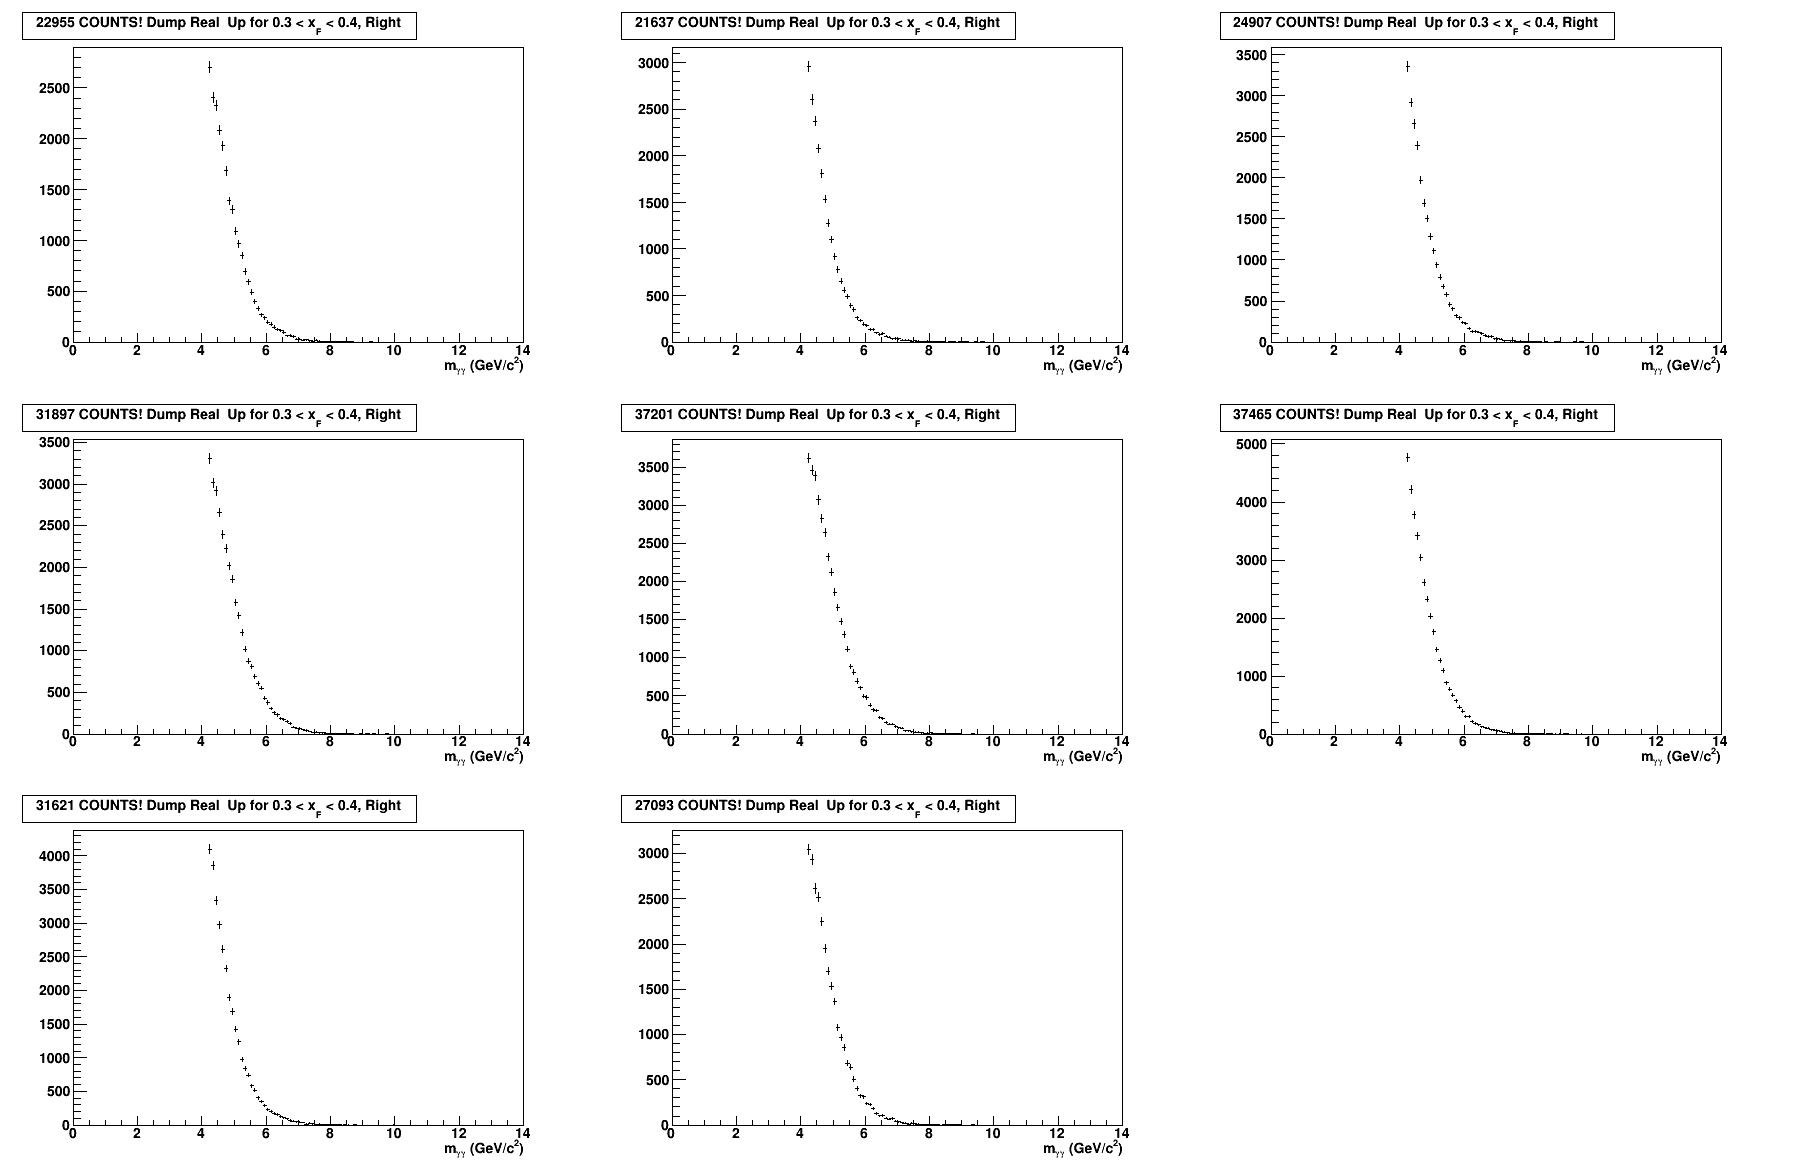 22955 COUNTS! Dump Real  Up for 0.3 < x_F < 0.4, Right
2500
2000
1500
1000
500
0
0 2 4 6 8 10 12 14
m_γγ (GeV/c²)
21637 COUNTS! Dump Real  Up for 0.3 < x_F < 0.4, Right
3000
2500
2000
1500
1000
500
0
0 2 4 6 8 10 12 14
m_γγ (GeV/c²)
24907 COUNTS! Dump Real  Up for 0.3 < x_F < 0.4, Right
3500
3000
2500
2000
1500
1000
500
0
0 2 4 6 8 10 12 14
m_γγ (GeV/c²)
31897 COUNTS! Dump Real  Up for 0.3 < x_F < 0.4, Right
3500
3000
2500
2000
1500
1000
500
0
0 2 4 6 8 10 12 14
m_γγ (GeV/c²)
37201 COUNTS! Dump Real  Up for 0.3 < x_F < 0.4, Right
3500
3000
2500
2000
1500
1000
500
0
0 2 4 6 8 10 12 14
m_γγ (GeV/c²)
37465 COUNTS! Dump Real  Up for 0.3 < x_F < 0.4, Right
5000
4000
3000
2000
1000
0
0 2 4 6 8 10 12 14
m_γγ (GeV/c²)
31621 COUNTS! Dump Real  Up for 0.3 < x_F < 0.4, Right
4000
3500
3000
2500
2000
1500
1000
500
0
0 2 4 6 8 10 12 14
m_γγ (GeV/c²)
27093 COUNTS! Dump Real  Up for 0.3 < x_F < 0.4, Right
3000
2500
2000
1500
1000
500
0
0 2 4 6 8 10 12 14
m_γγ (GeV/c²)